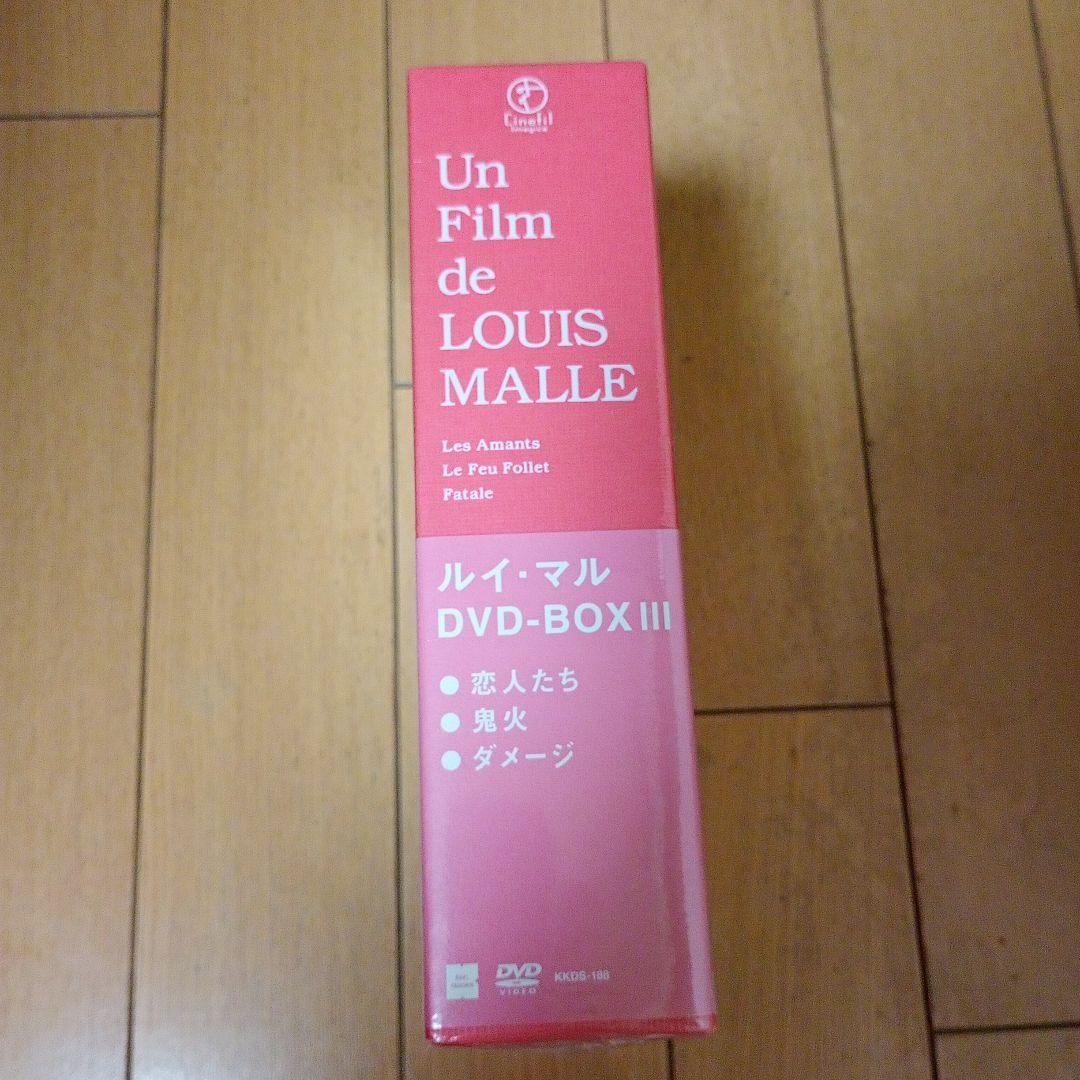 Cinefil
Imagica
Un
Film
de
LOUIS
MALLE
Les Amants
Le Feu Follet
Fatale
ルイ・マル
DVD-BOX III
● 恋人たち
● 鬼火
● ダメージ
DVD
VIDEO
KKDS-188